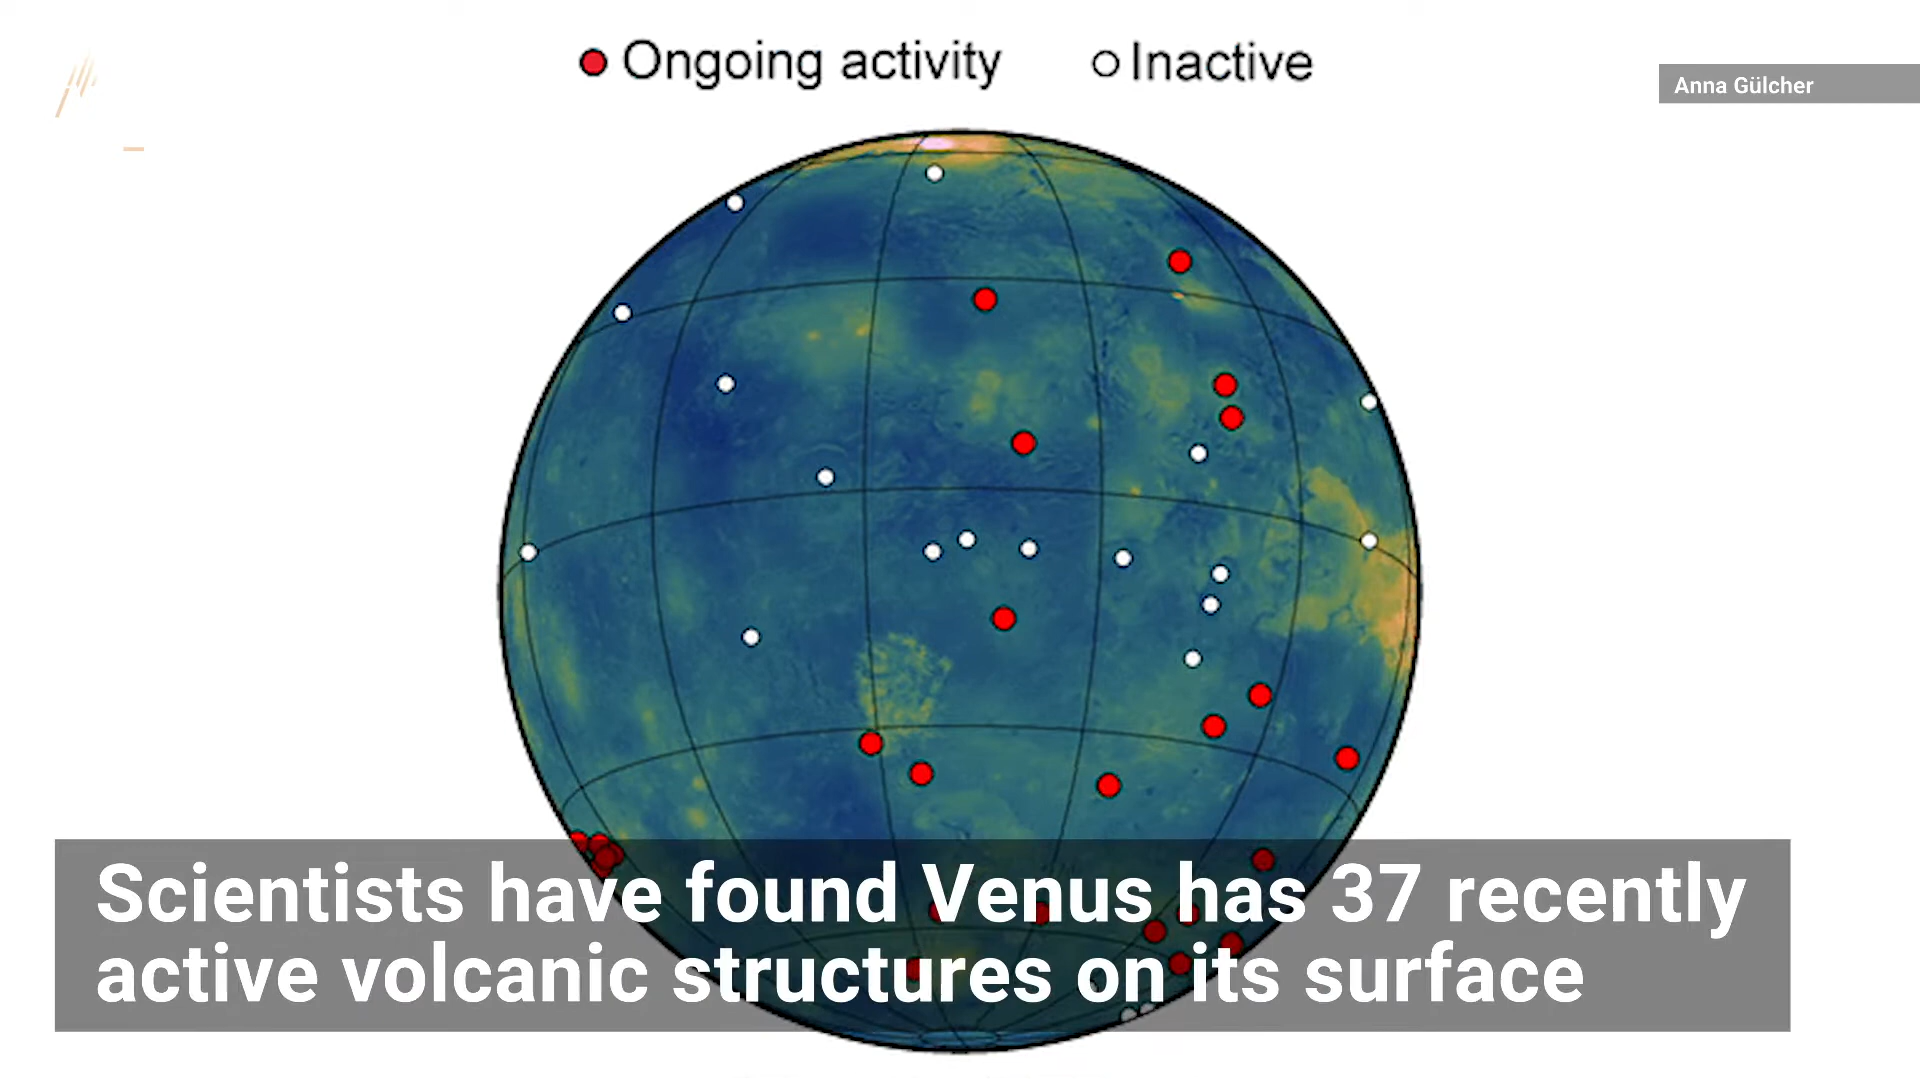 Ongoing activity
Inactive
Anna Gülcher
Scientists have found Venus has 37 recently
active volcanic structures on its surface